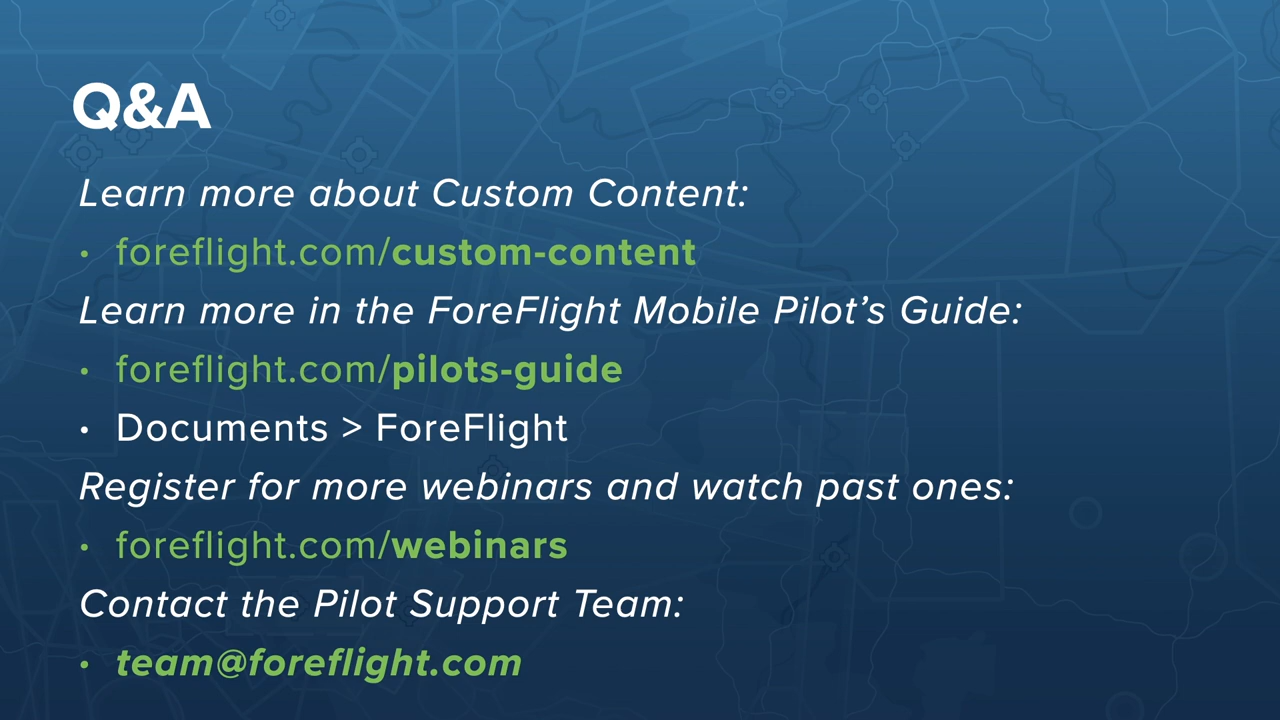 Q&A
Learn more about Custom Content:
• foreflight.com/custom-content
Learn more in the ForeFlight Mobile Pilot’s Guide:
• foreflight.com/pilots-guide
• Documents > ForeFlight
Register for more webinars and watch past ones:
• foreflight.com/webinars
Contact the Pilot Support Team:
• team@foreflight.com